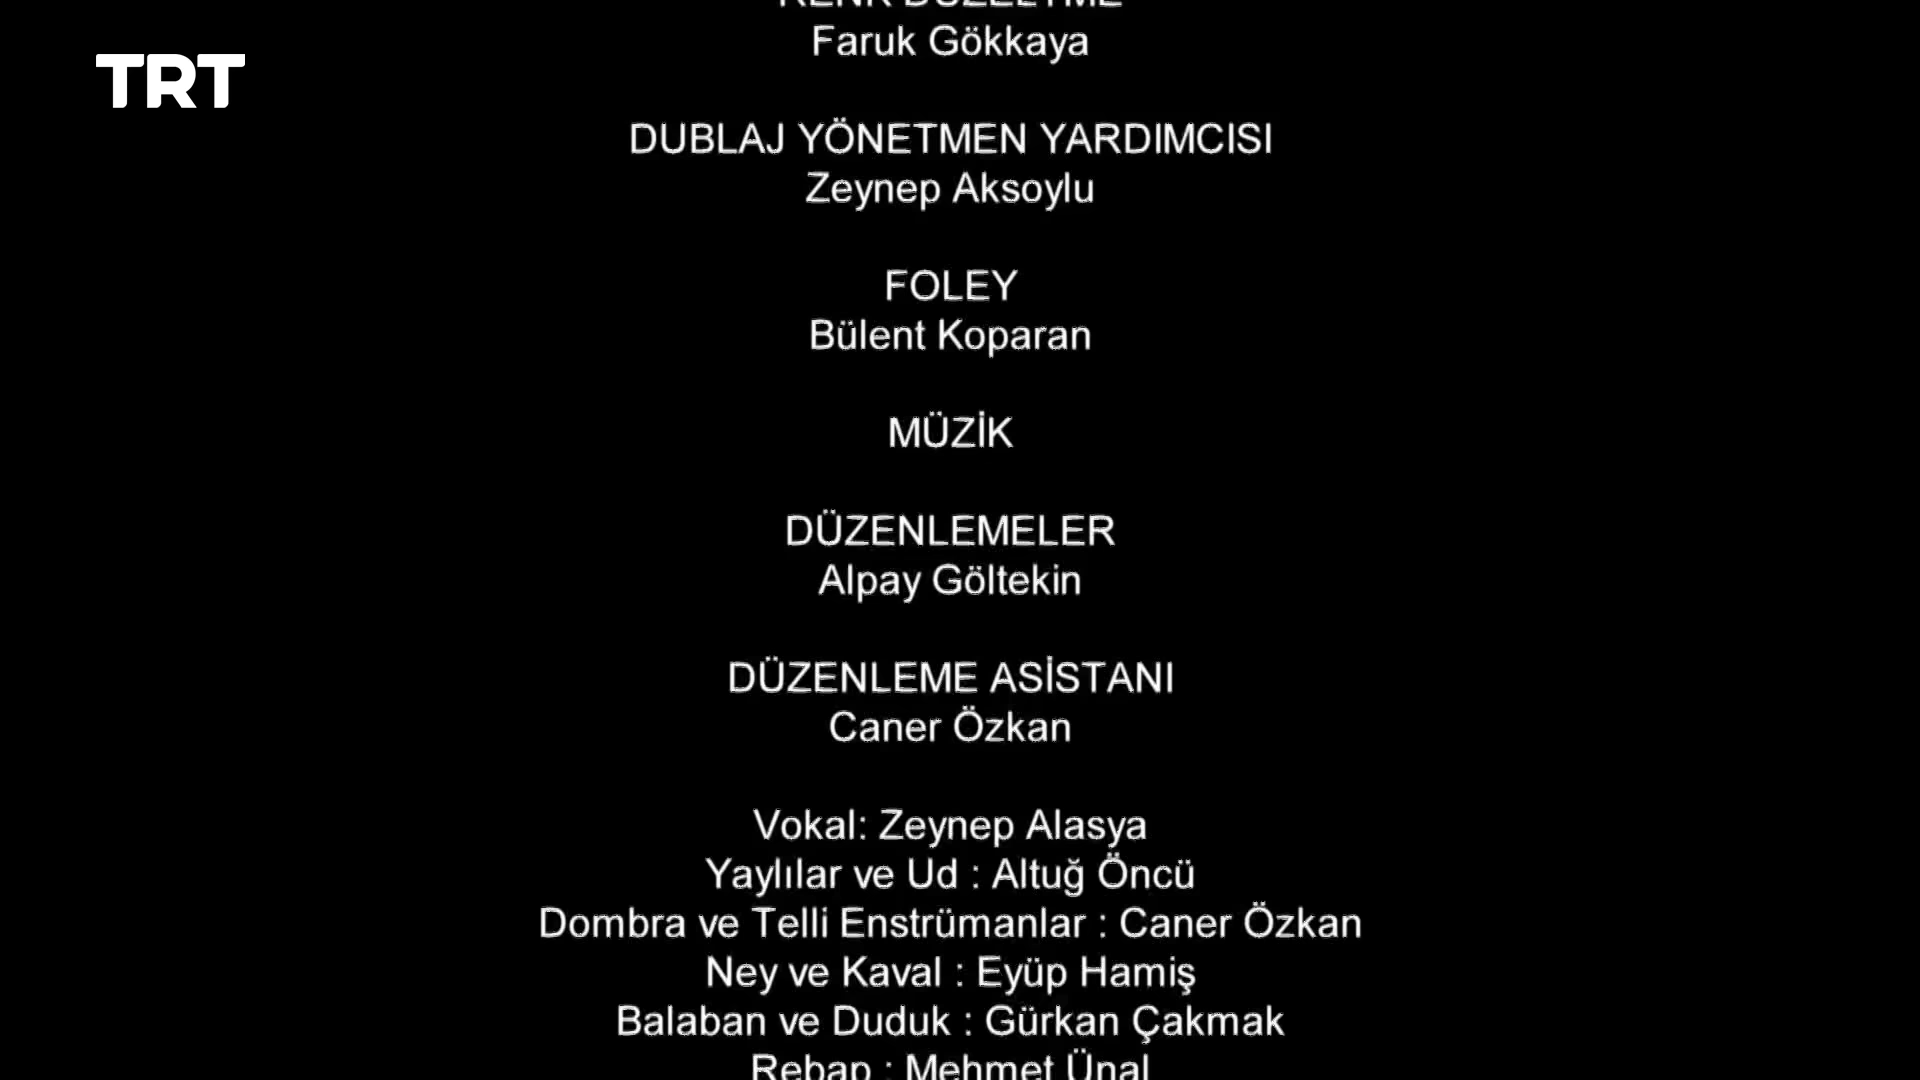 RENK DÜZELTME
Faruk Gökkaya
TRT
DUBLAJ YÖNETMEN YARDIMCISI
Zeynep Aksoylu
FOLEY
Bülent Koparan
MÜZİK
DÜZENLEMELER
Alpay Göltekin
DÜZENLEME ASİSTANI
Caner Özkan
Vokal: Zeynep Alasya
Yaylılar ve Ud : Altuğ Öncü
Dombra ve Telli Enstrümanlar : Caner Özkan
Ney ve Kaval : Eyüp Hamiş
Balaban ve Duduk : Gürkan Çakmak
Rebap : Mehmet Ünal